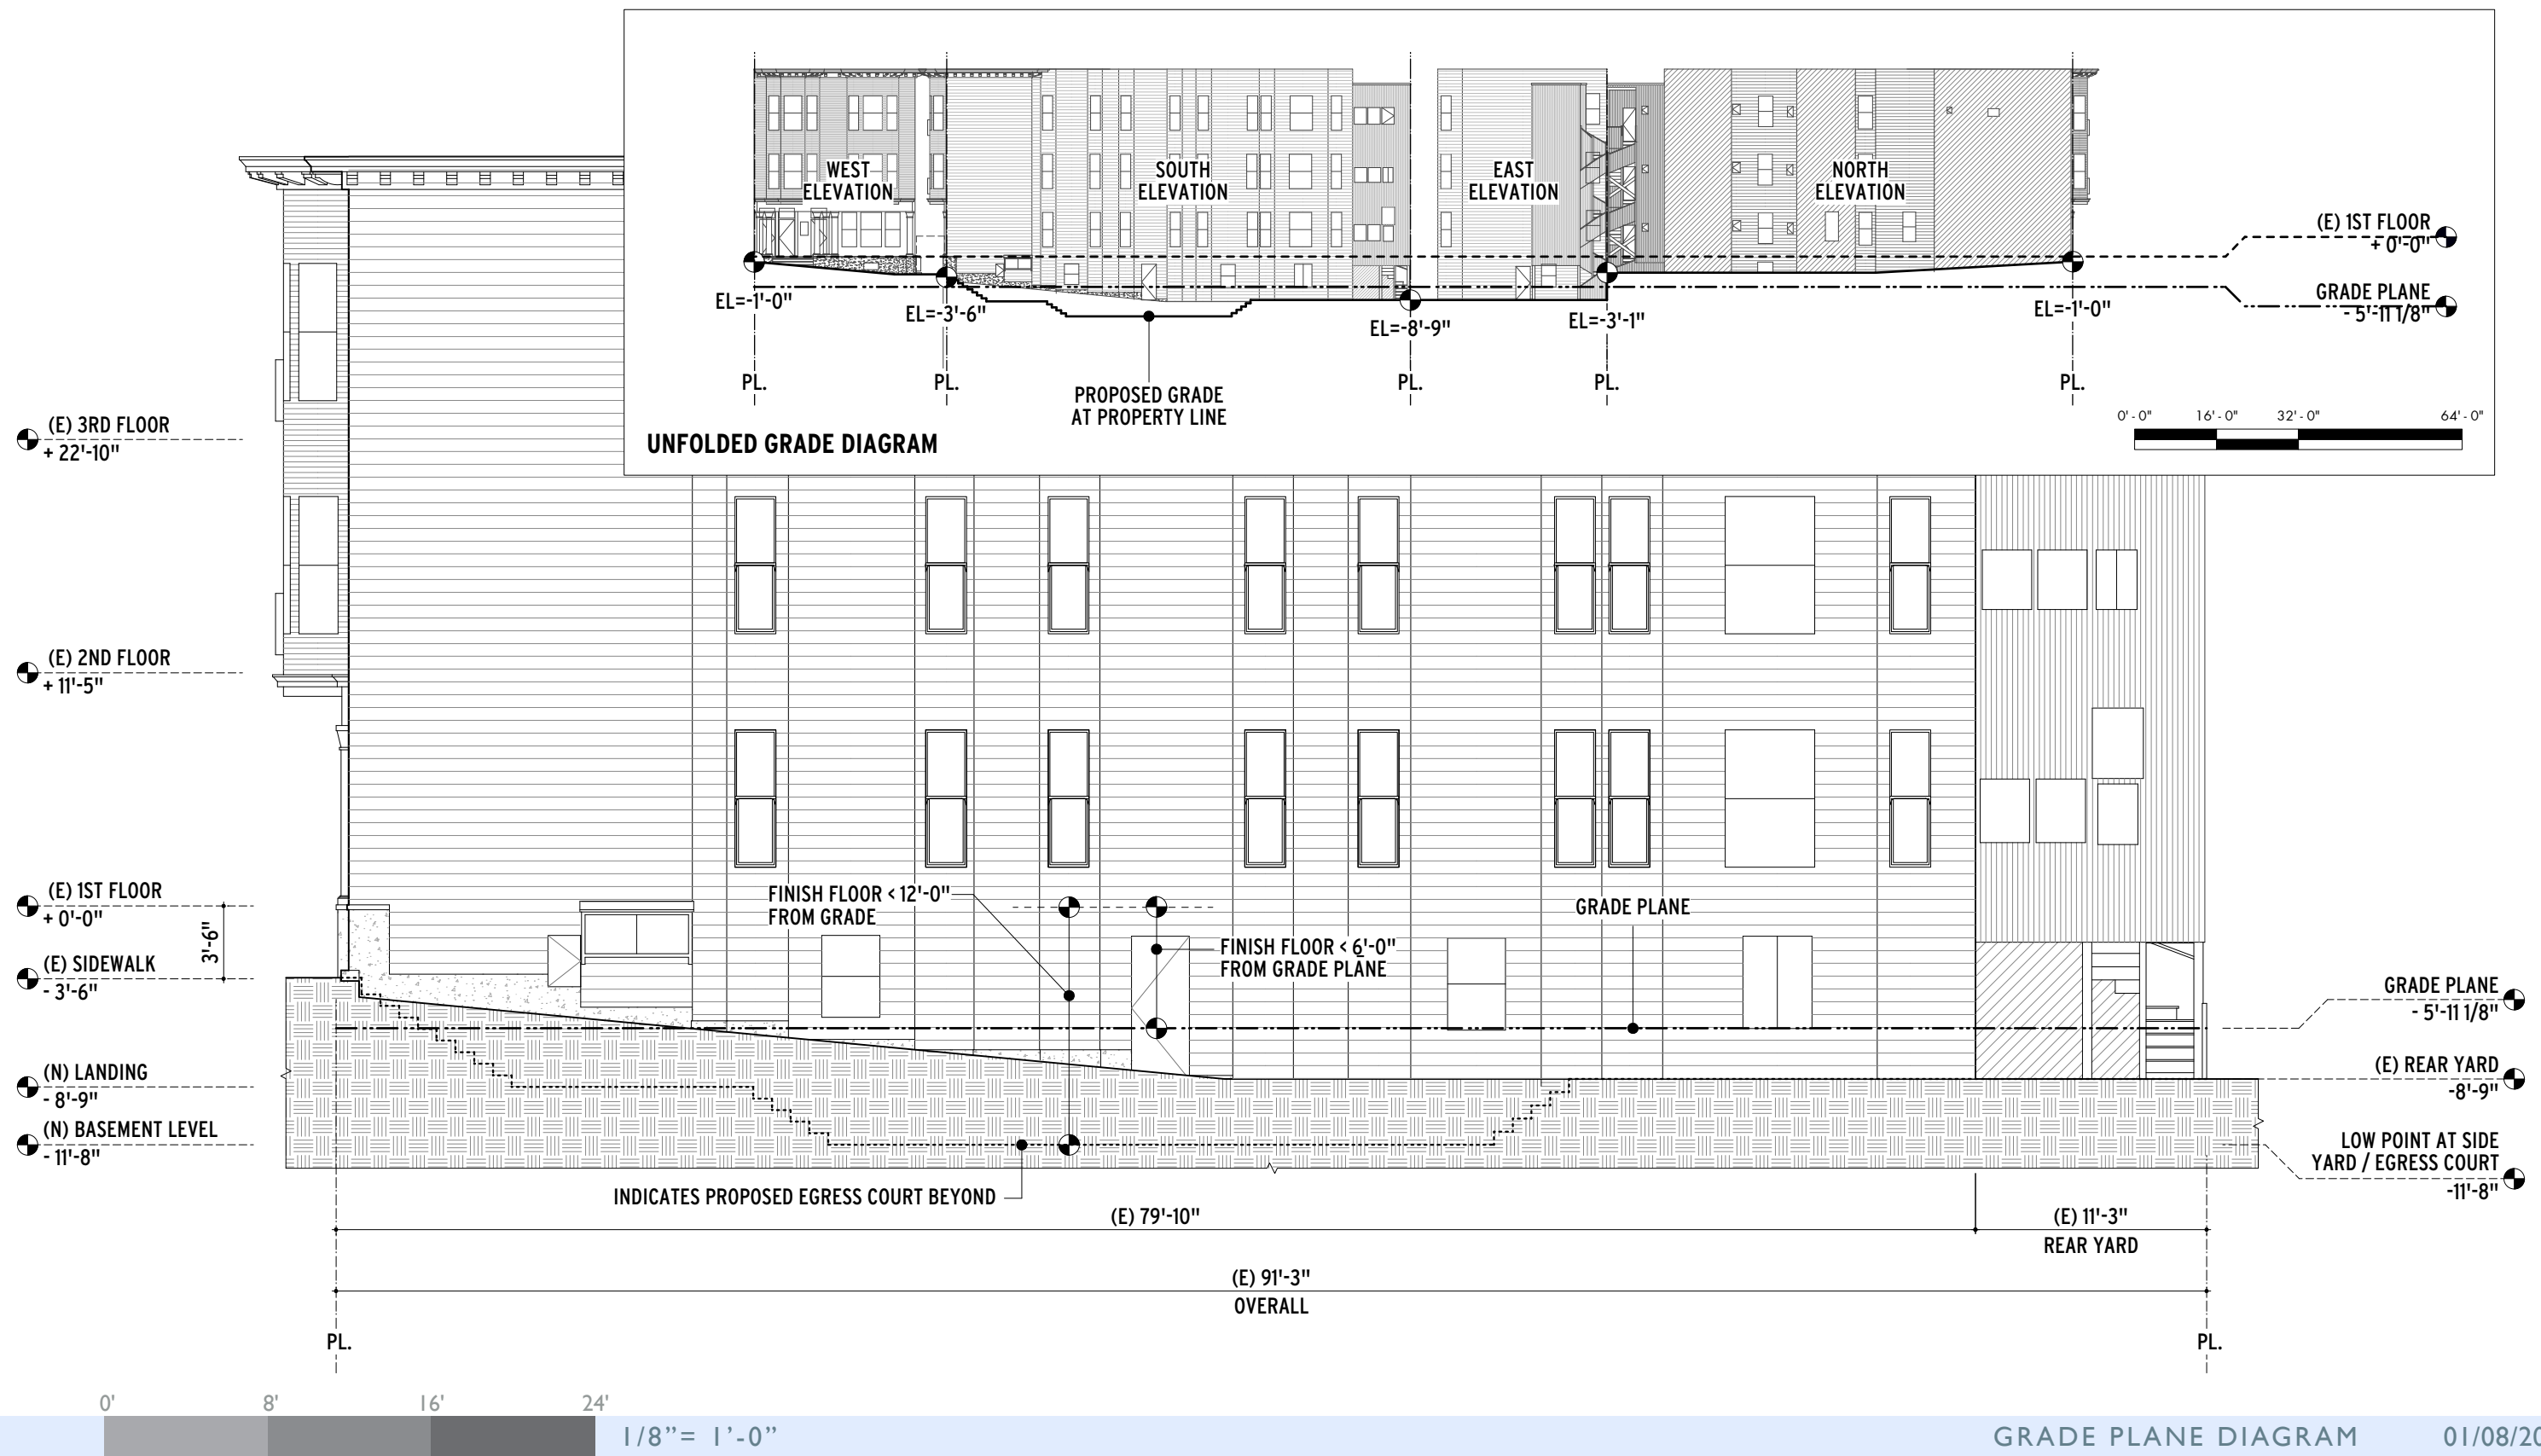 WEST
ELEVATION
SOUTH
ELEVATION
EAST
ELEVATION
NORTH
ELEVATION
(E) 1ST FLOOR
+ 0'-0"
GRADE PLANE
- 5'-11 1/8"
EL=-1'-0"
EL=-3'-6"
EL=-8'-9"
EL=-3'-1"
EL=-1'-0"
PL.
PL.
PL.
PL.
PL.
PROPOSED GRADE
AT PROPERTY LINE
UNFOLDED GRADE DIAGRAM
0' - 0" 16' - 0" 32' - 0" 64' - 0"
(E) 3RD FLOOR
+ 22'-10"
(E) 2ND FLOOR
+ 11'-5"
(E) 1ST FLOOR
+ 0'-0"
3'-6"
(E) SIDEWALK
- 3'-6"
(N) LANDING
- 8'-9"
(N) BASEMENT LEVEL
- 11'-8"
FINISH FLOOR < 12'-0"
FROM GRADE
FINISH FLOOR < 6'-0"
FROM GRADE PLANE
GRADE PLANE
GRADE PLANE
- 5'-11 1/8"
(E) REAR YARD
-8'-9"
LOW POINT AT SIDE
YARD / EGRESS COURT
-11'-8"
INDICATES PROPOSED EGRESS COURT BEYOND
(E) 79'-10"
(E) 11'-3"
REAR YARD
(E) 91'-3"
OVERALL
PL.
PL.
0' 8' 16' 24'
1/8”= 1’-0”
GRADE PLANE DIAGRAM
01/08/20